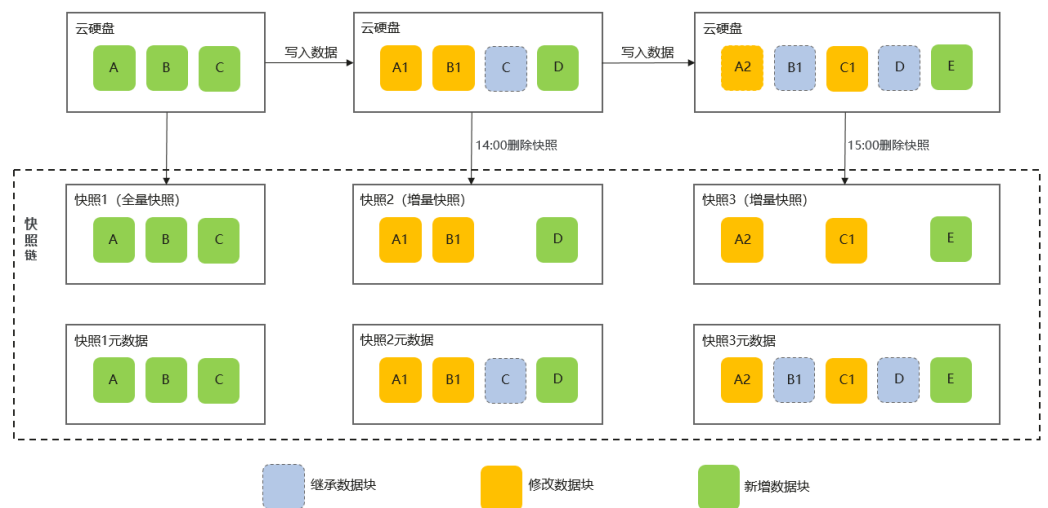 云硬盘
A B C
写入数据
云硬盘
A1 B1 C D
写入数据
云硬盘
A2 B1 C1 D E
14:00删除快照
15:00删除快照
快照链
快照1（全量快照）
A B C
快照2（增量快照）
A1 B1 D
快照3（增量快照）
A2 C1 E
快照1元数据
A B C
快照2元数据
A1 B1 C D
快照3元数据
A2 B1 C1 D E
继承数据块
修改数据块
新增数据块